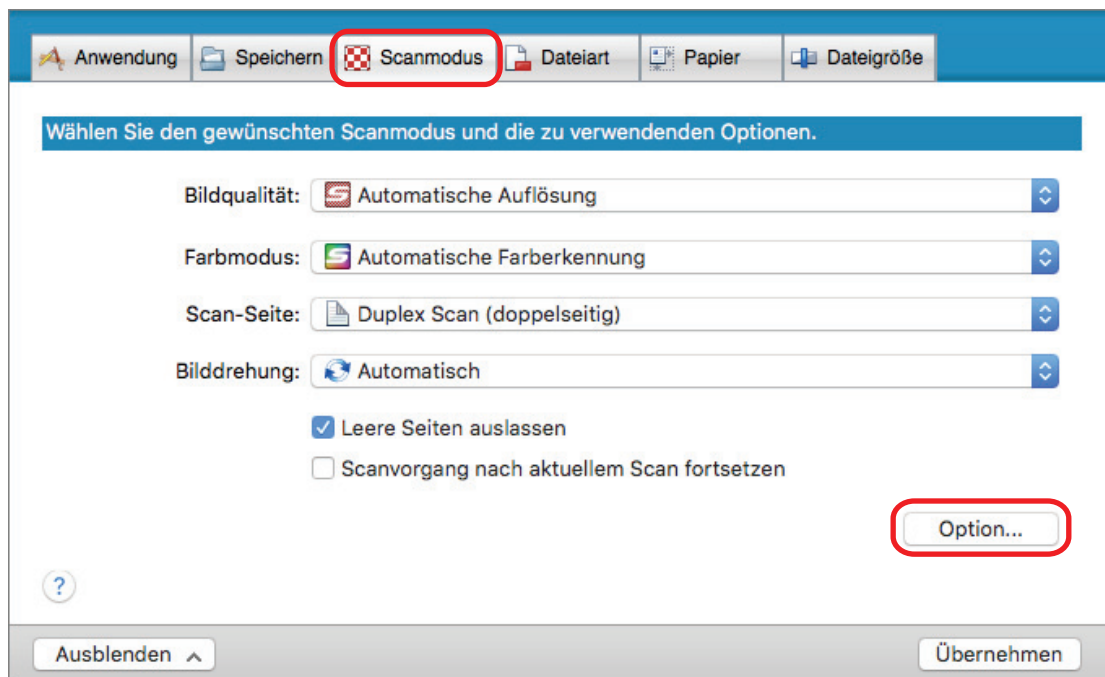 Anwendung Speichern Scanmodus Dateiart Papier Dateigröße
Wählen Sie den gewünschten Scanmodus und die zu verwendenden Optionen.
Bildqualität: Automatische Auflösung
Farbmodus: Automatische Farberkennung
Scan-Seite: Duplex Scan (doppelseitig)
Bilddrehung: Automatisch
Leere Seiten auslassen
Scanvorgang nach aktuellem Scan fortsetzen
Option...
?
Ausblenden Übernehmen